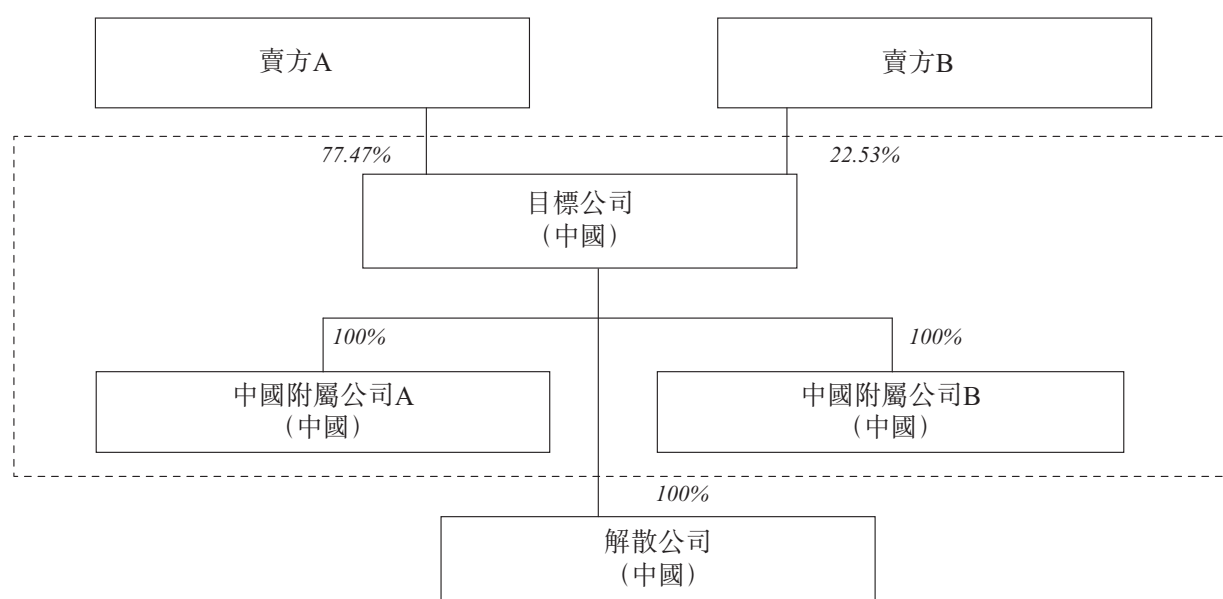 賣方A
賣方B
77.47%
22.53%
目標公司
（中國）
100%
100%
中國附屬公司A
（中國）
中國附屬公司B
（中國）
100%
解散公司
（中國）